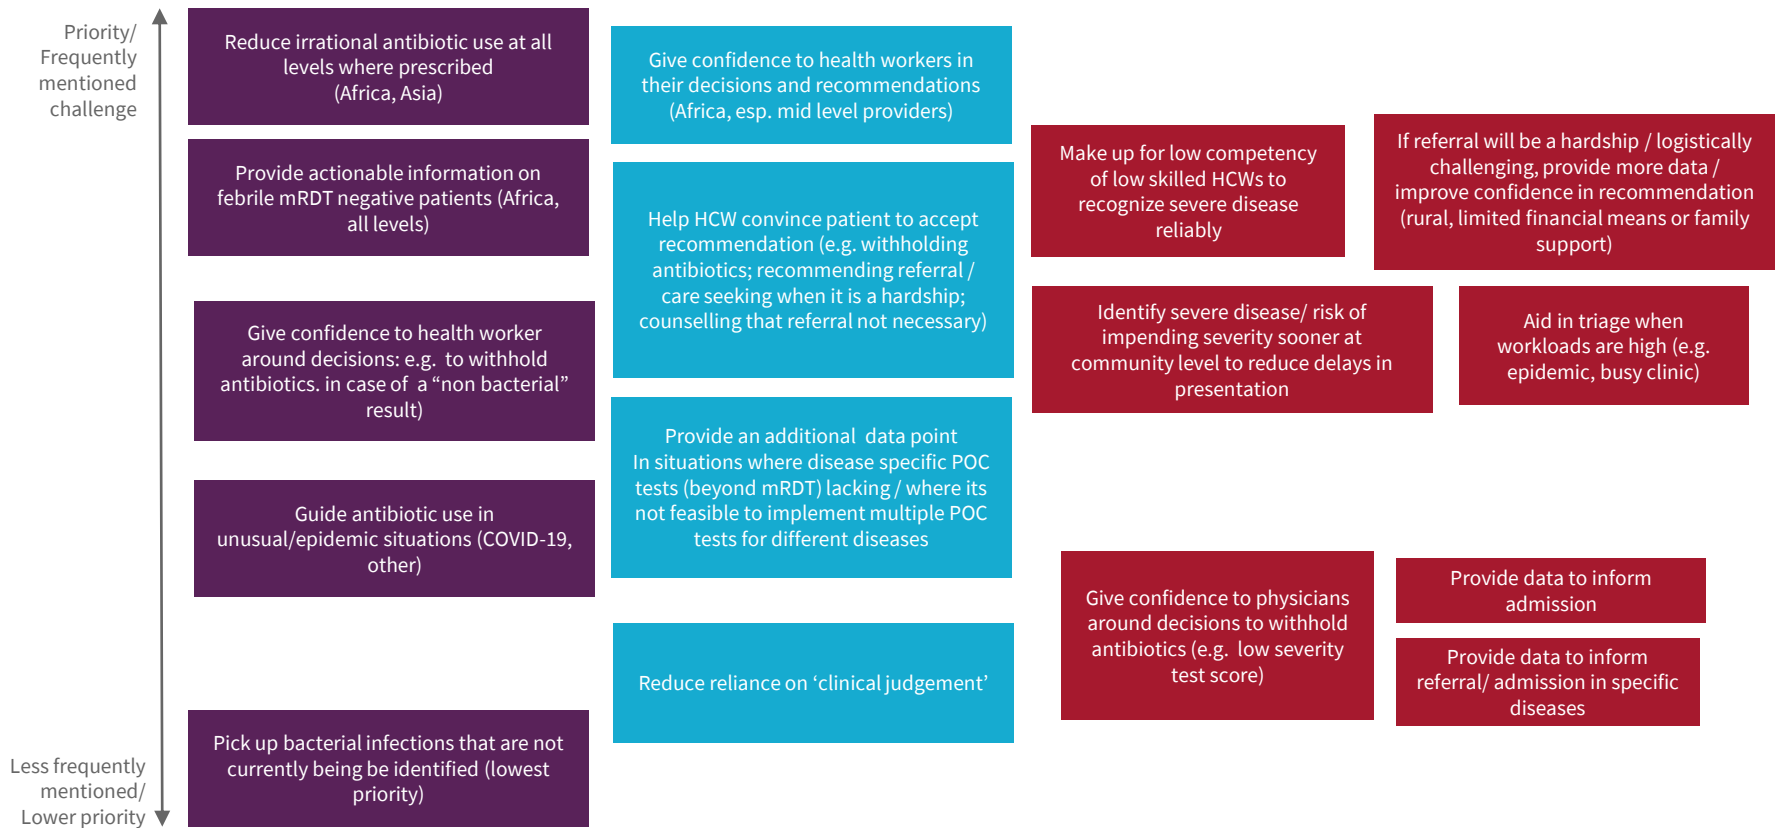 Priority/
Frequently
mentioned
challenge
Reduce irrational antibiotic use at all
levels where prescribed
(Africa, Asia)
Provide actionable information on
febrile mRDT negative patients (Africa,
all levels)
Give confidence to health worker
around decisions: e.g. to withhold
antibiotics. in case of a “non bacterial”
result)
Guide antibiotic use in
unusual/epidemic situations (COVID-19,
other)
Pick up bacterial infections that are not
currently being be identified (lowest
priority)
Less frequently
mentioned/
Lower priority
Give confidence to health workers in
their decisions and recommendations
(Africa, esp. mid level providers)
Help HCW convince patient to accept
recommendation (e.g. withholding
antibiotics; recommending referral /
care seeking when it is a hardship;
counselling that referral not necessary)
Provide an additional data point
In situations where disease specific POC
tests (beyond mRDT) lacking / where its
not feasible to implement multiple POC
tests for different diseases
Reduce reliance on ‘clinical judgement’
Make up for low competency
of low skilled HCWs to
recognize severe disease
reliably
If referral will be a hardship / logistically
challenging, provide more data /
improve confidence in recommendation
(rural, limited financial means or family
support)
Identify severe disease/ risk of
impending severity sooner at
community level to reduce delays in
presentation
Aid in triage when
workloads are high (e.g.
epidemic, busy clinic)
Give confidence to physicians
around decisions to withhold
antibiotics (e.g. low severity
test score)
Provide data to inform
admission
Provide data to inform
referral/ admission in specific
diseases